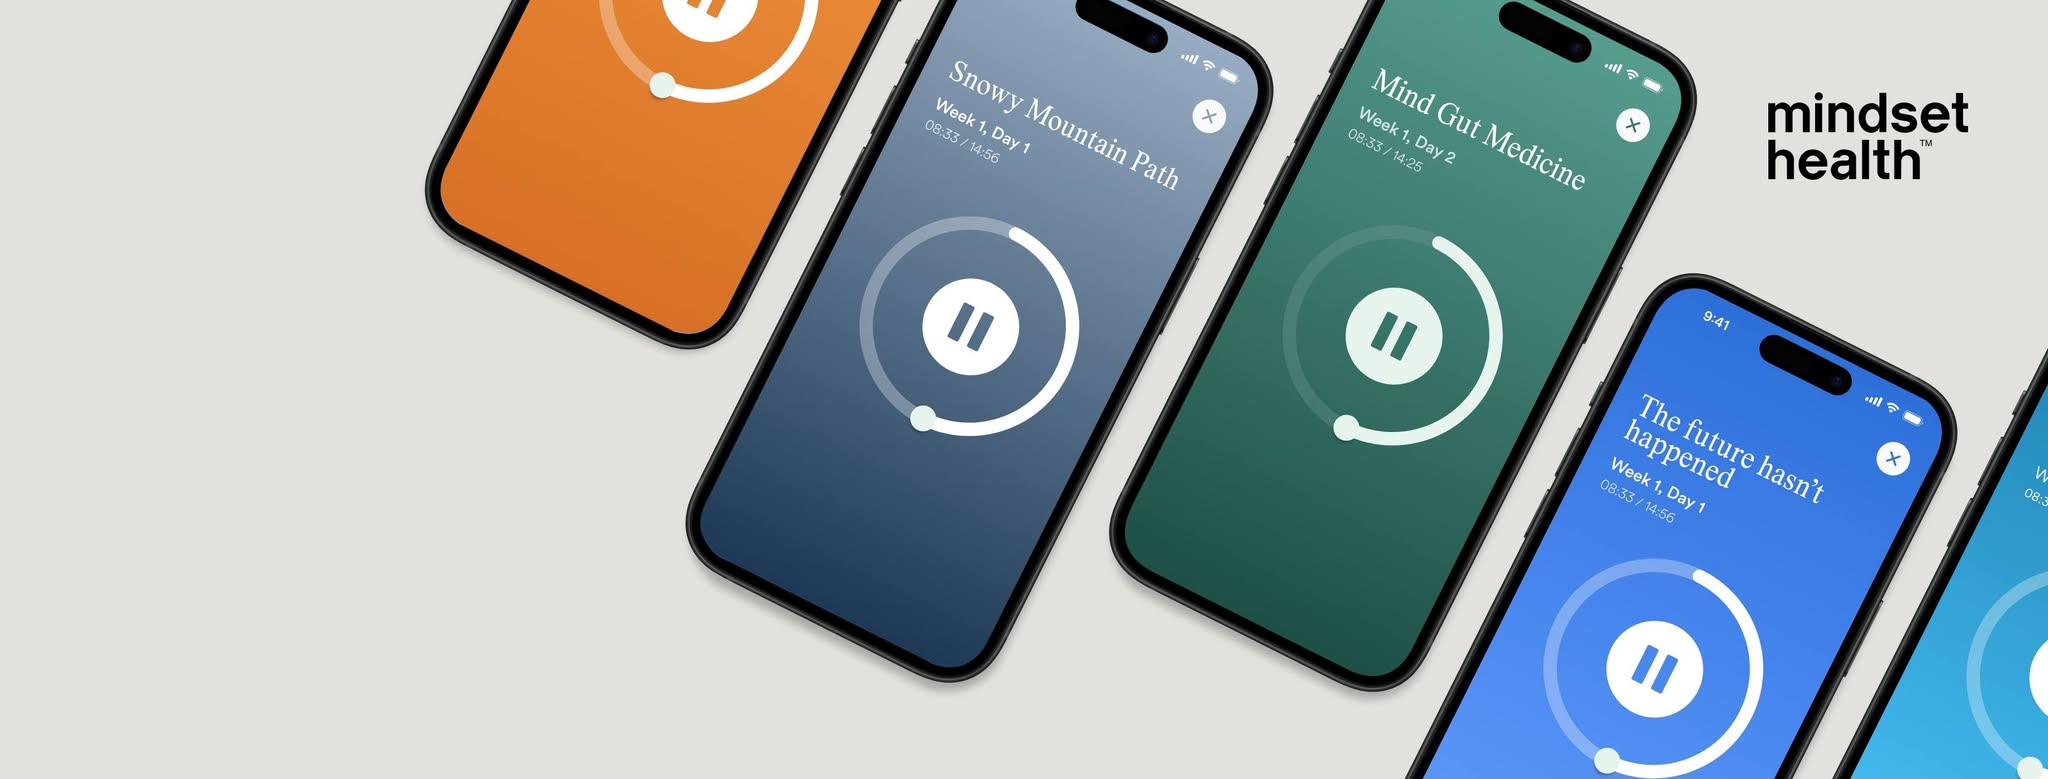 Snowy Mountain Path
Week 1, Day 1
08:33 / 14:56
Mind Gut Medicine
Week 1, Day 2
08:33 / 14:25
mindset
health™
9:41
The future hasn’t
happened
Week 1, Day 1
08:33 / 14:56